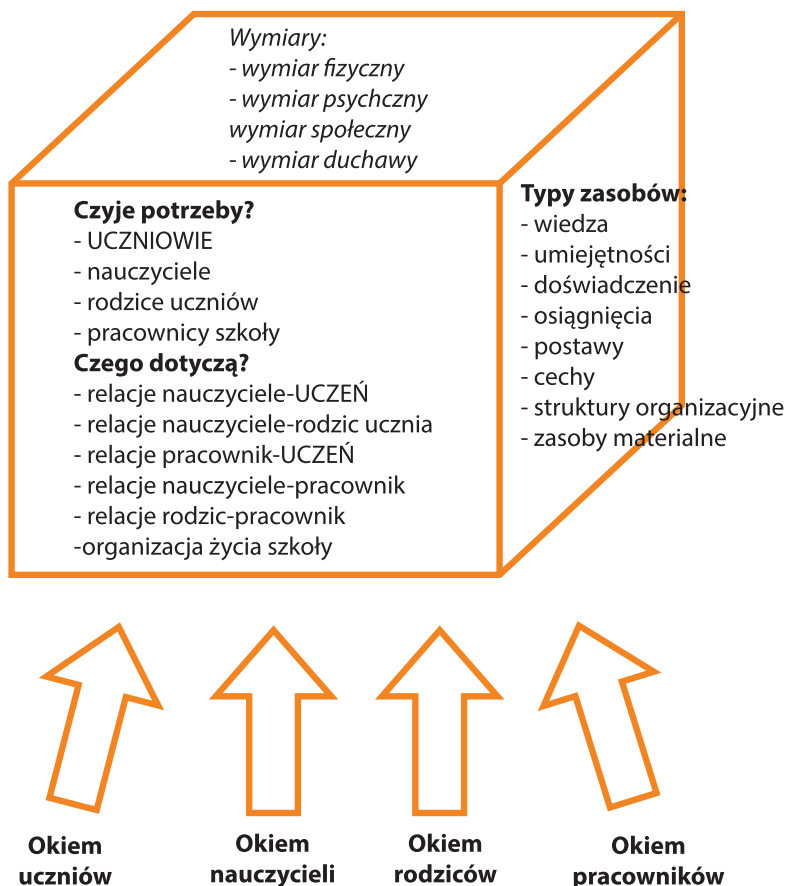 Wymiary:
- wymiar fizyczny
- wymiar psychczny
wymiar społeczny
- wymiar duchawy
Czyje potrzeby?
- UCZNIOWIE
- nauczyciele
- rodzice uczniów
- pracownicy szkoły
Czego dotyczą?
- relacje nauczyciele-UCZEŃ
- relacje nauczyciele-rodzic ucznia
- relacje pracownik-UCZEŃ
- relacje nauczyciele-pracownik
- relacje rodzic-pracownik
-organizacja życia szkoły
Typy zasobów:
- wiedza
- umiejętności
- doświadczenie
- osiągnięcia
- postawy
- cechy
- struktury organizacyjne
- zasoby materialne
Okiem
uczniów
Okiem
nauczycieli
Okiem
rodziców
Okiem
pracowników